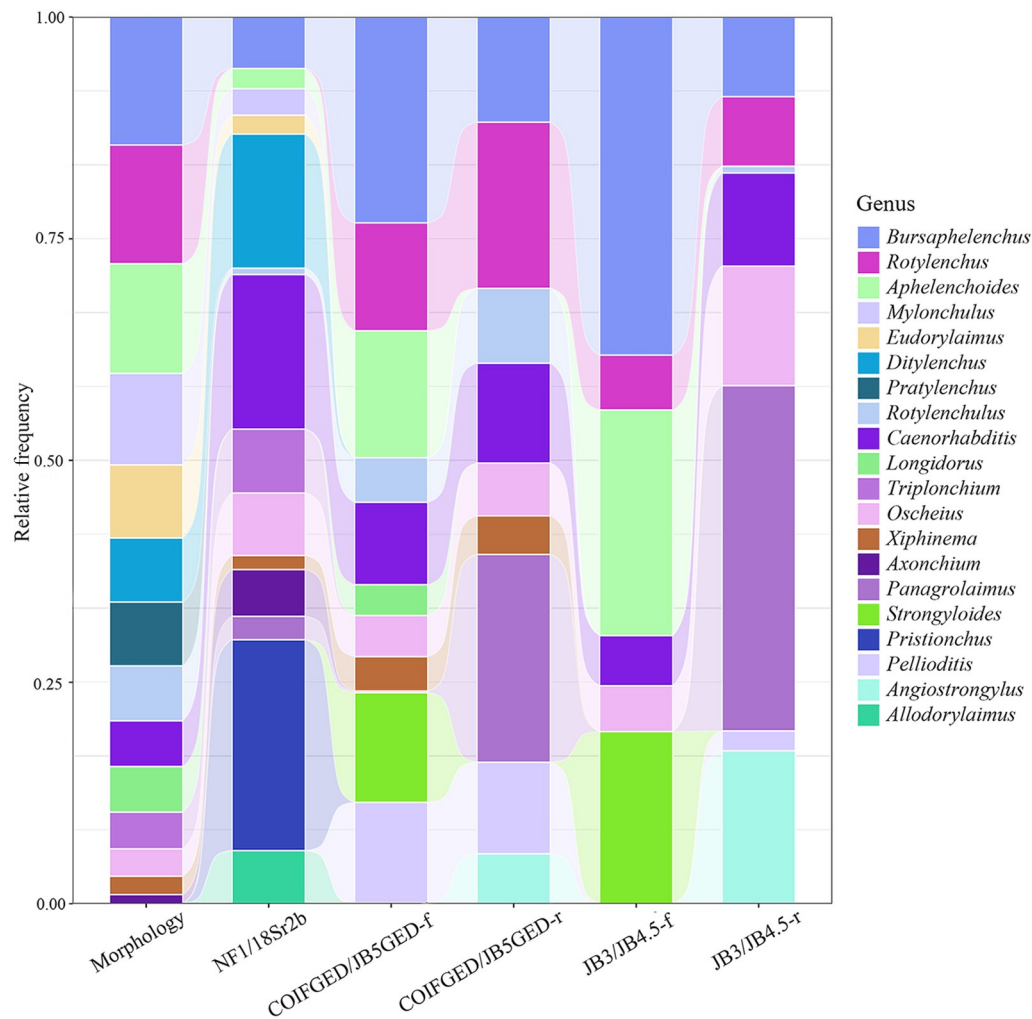 1.00
0.75
0.50
0.25
0.00
Relative frequency
Morphology
NF1/18Sr2b
COIFGED/JB5GED-f
COIFGED/JB5GED-r
JB3/JB4.5-f
JB3/JB4.5-r
Genus
Bursaphelenchus
Rotylenchus
Aphelenchoides
Mylonchulus
Eudorylaimus
Ditylenchus
Pratylenchus
Rotylenchulus
Caenorhabditis
Longidorus
Triplonchium
Oscheius
Xiphinema
Axonchium
Panagrolaimus
Strongyloides
Pristionchus
Pellioditis
Angiostrongylus
Allodorylaimus